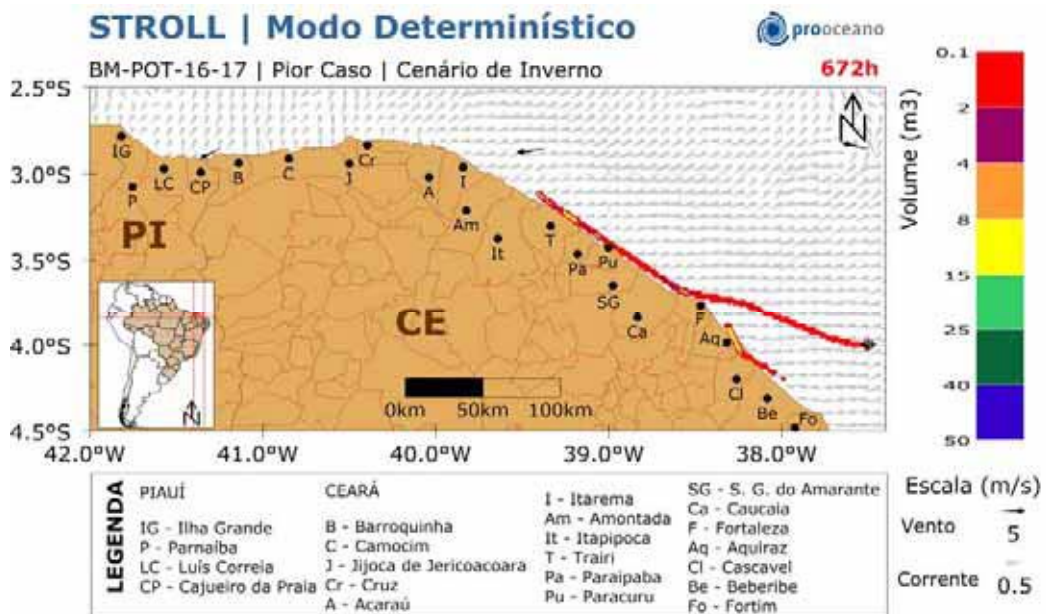 STROLL | Modo Determinístico
prooceano
BM-POT-16-17 | Pior Caso | Cenário de Inverno
672h
2.5°S
3.0°S
3.5°S
4.0°S
4.5°S
42.0°W
41.0°W
40.0°W
39.0°W
38.0°W
IG
P
LC
CP
B
C
J
Cr
A
I
Am
It
T
Pa
Pu
SG
Ca
F
Aq
Cl
Be
Fo
PI
CE
N
N
0km
50km
100km
Volume (m3)
0.1
2
4
8
15
25
40
50
LEGENDA
PIAUÍ
IG - Ilha Grande
P - Parnaíba
LC - Luís Correia
CP - Cajueiro da Praia
CEARÁ
B - Barroquinha
C - Camocim
J - Jijoca de Jericoacoara
Cr - Cruz
A - Acaraú
I - Itarema
Am - Amontada
It - Itapipoca
T - Trairi
Pa - Paraipaba
Pu - Paracuru
SG - S. G. do Amarante
Ca - Caucaia
F - Fortaleza
Aq - Aquiraz
Cl - Cascavel
Be - Beberibe
Fo - Fortim
Escala (m/s)
Vento 5
Corrente 0.5